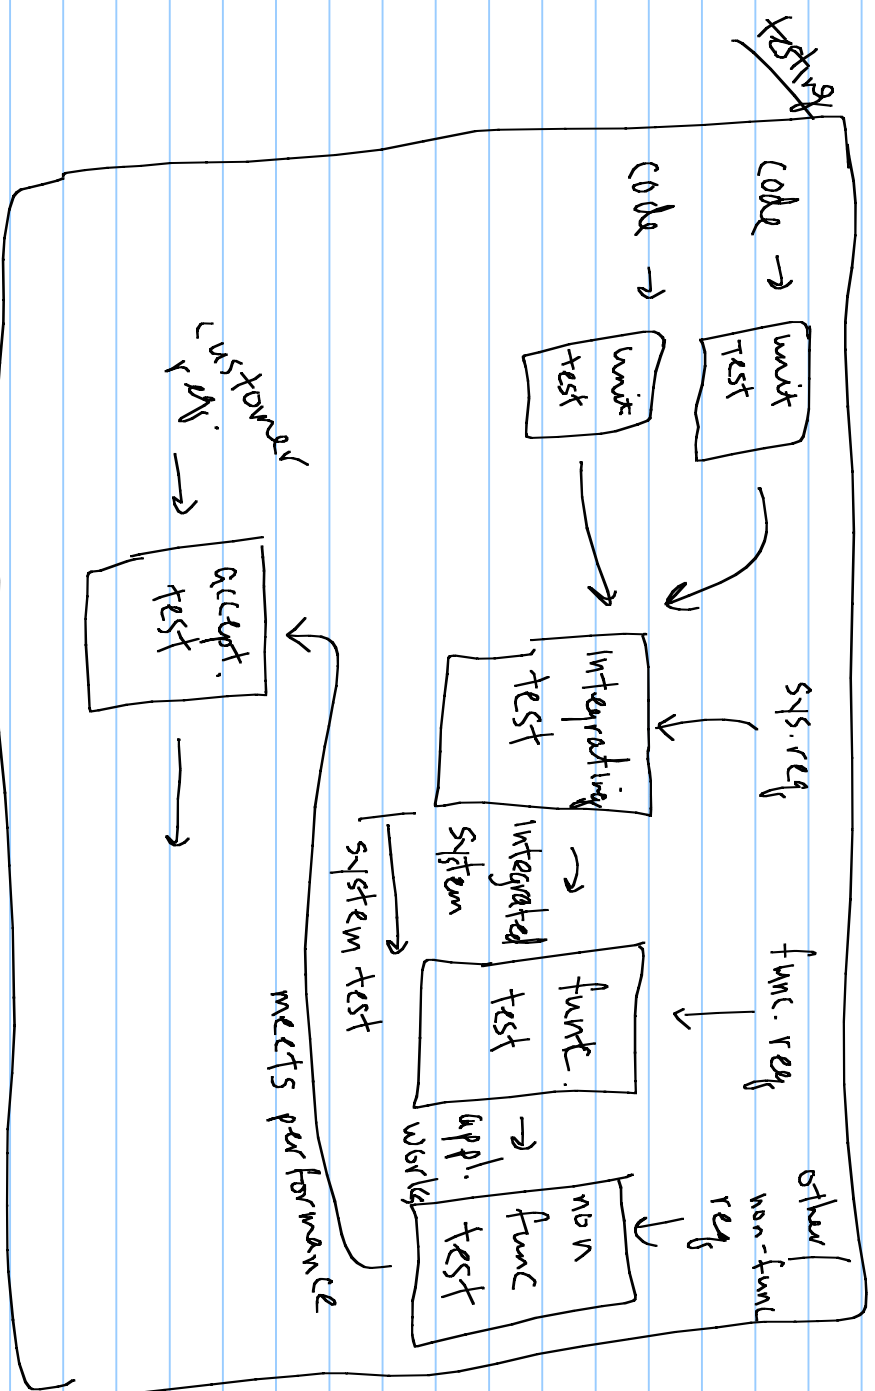 testing
code →
unit
test
code →
unit
test
sys.req
Integrating
test
Integrated
system
system test
func. req
func.
test
appl.
works
other/
non-func
req
non
func
test
meets performance
customer
req.
accept.
test